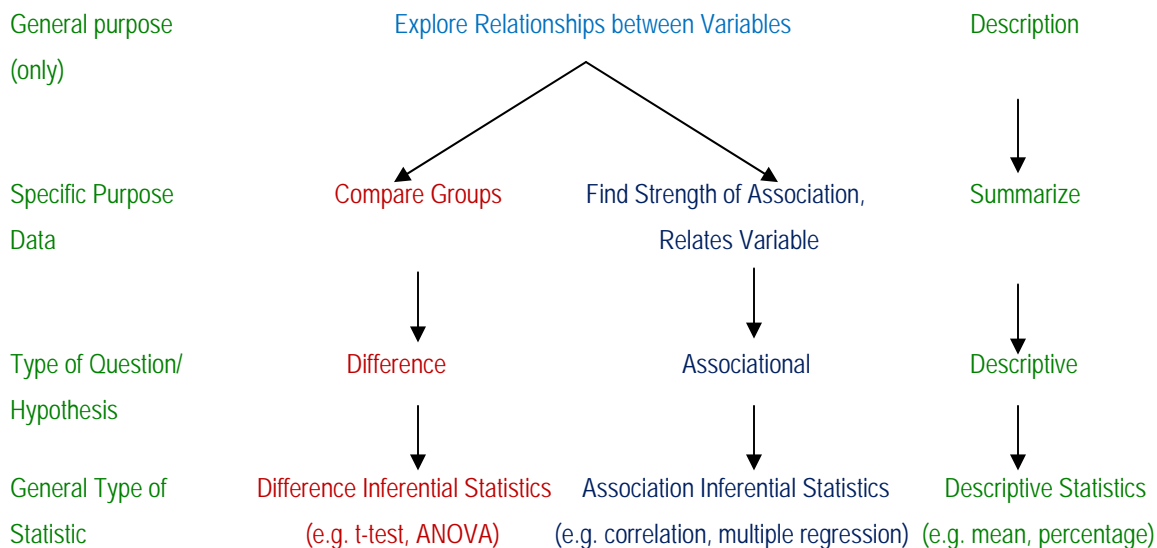 General purpose Explore Relationships between Variables Description
(only)
Specific Purpose Compare Groups Find Strength of Association, Summarize
Data Relates Variable
Type of Question/ Difference Associational Descriptive
Hypothesis
General Type of Difference Inferential Statistics Association Inferential Statistics Descriptive Statistics
Statistic (e.g. t-test, ANOVA) (e.g. correlation, multiple regression) (e.g. mean, percentage)